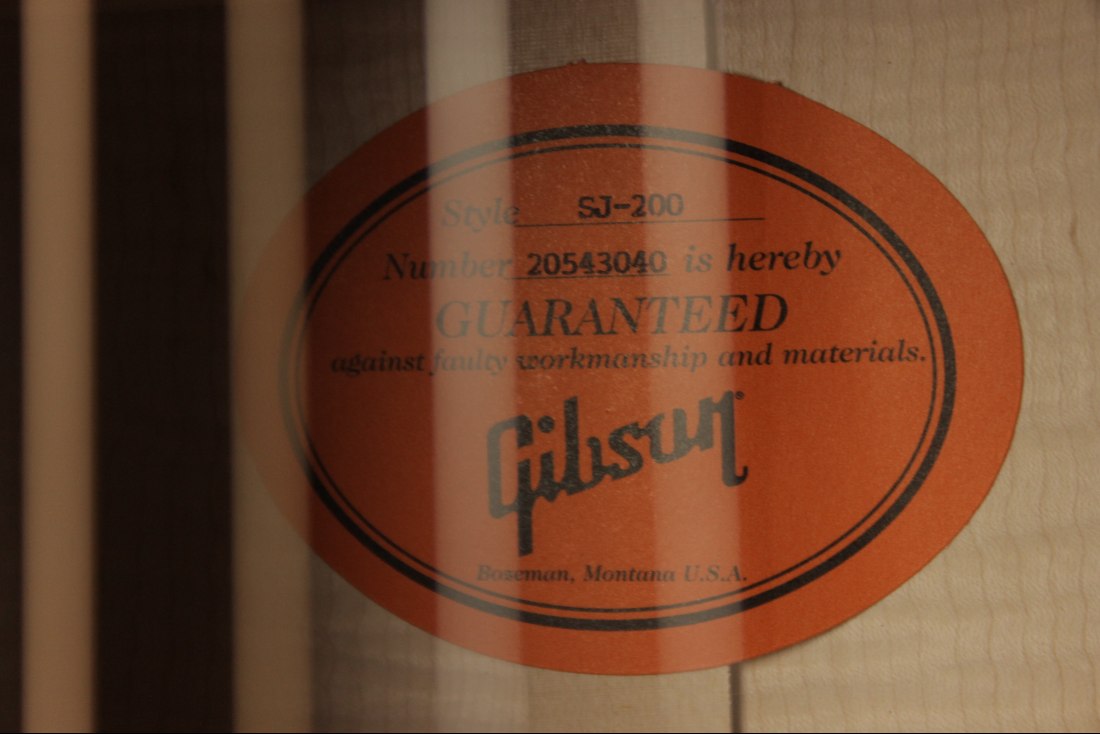 Style SJ-200
Number 20543040 is hereby
GUARANTEED
against faulty workmanship and materials.
Gibson
Bozeman, Montana U.S.A.